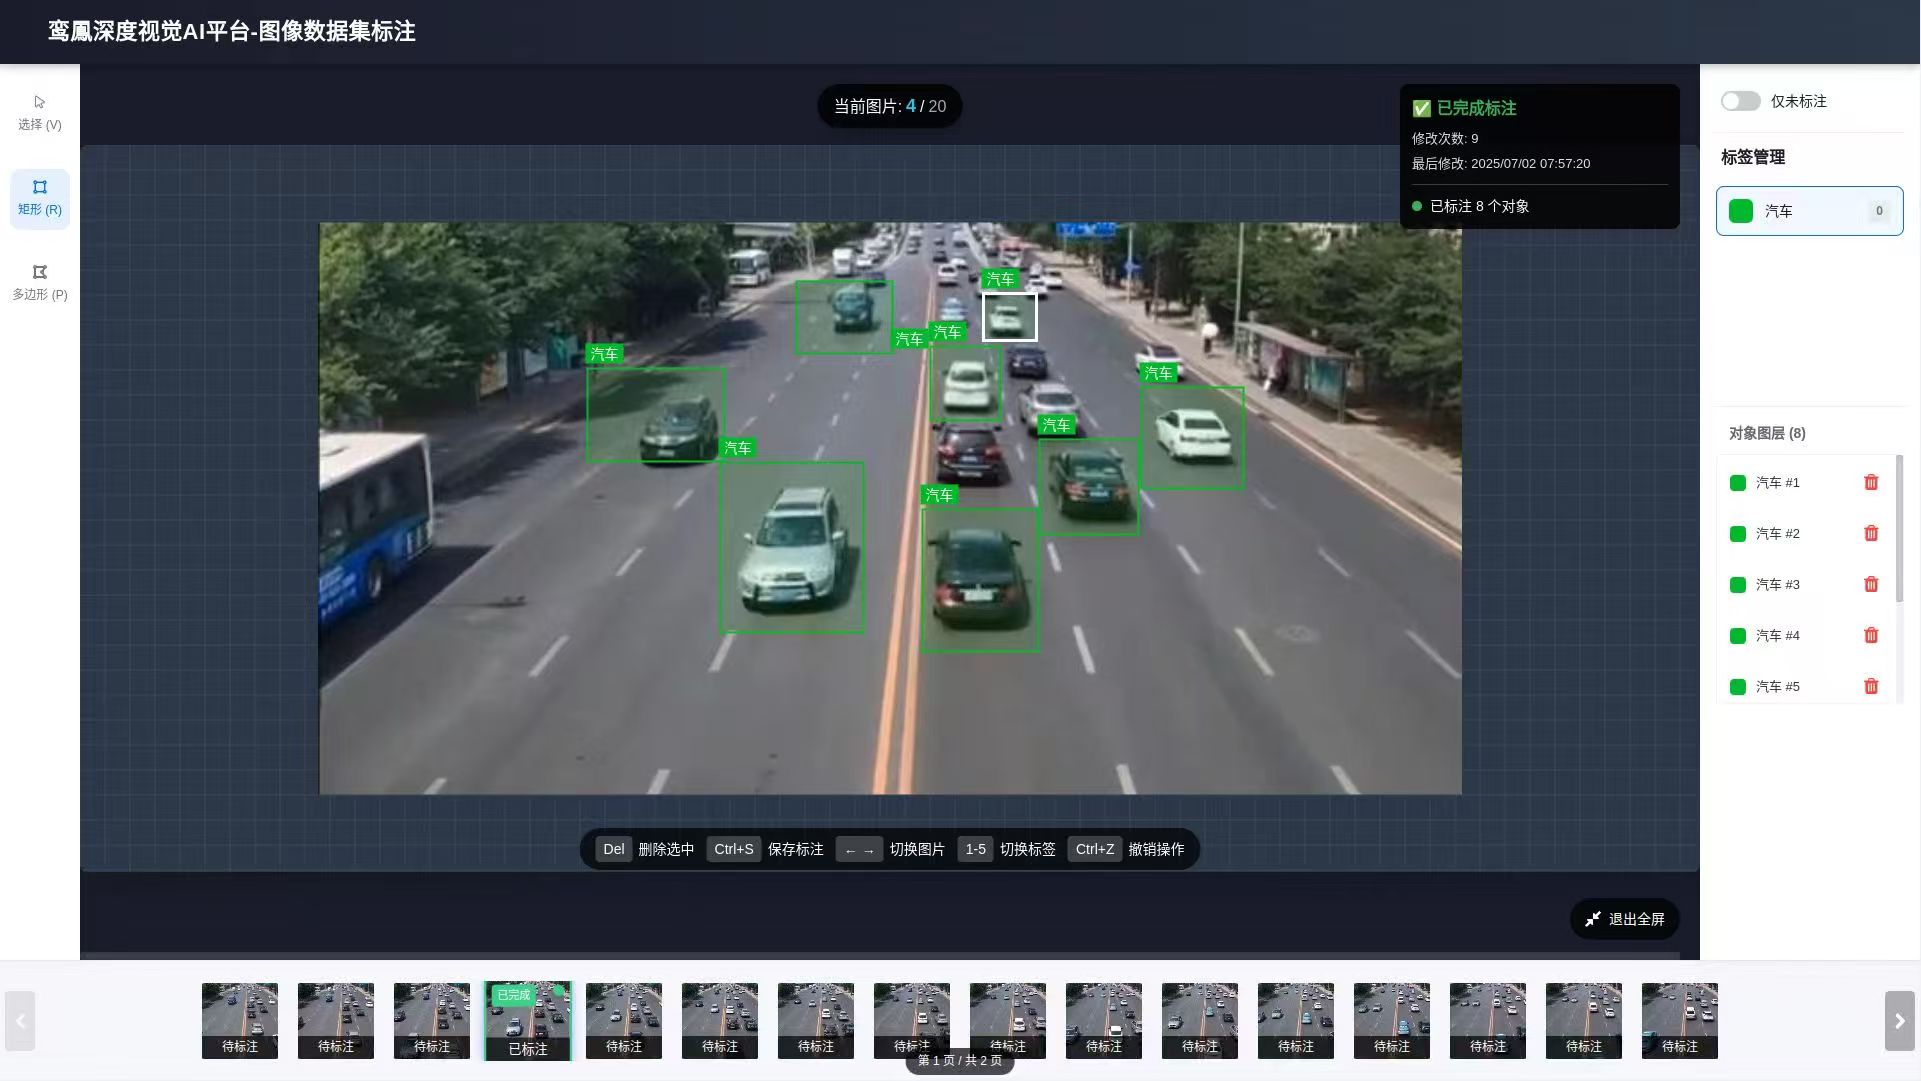 鸾鳳深度视觉AI平台-图像数据集标注
选择 (V)
矩形 (R)
多边形 (P)
当前图片: 4 / 20
已完成标注
修改次数: 9
最后修改: 2025/07/02 07:57:20
已标注 8 个对象
汽车
汽车
汽车
汽车
汽车
汽车
汽车
汽车
Del 删除选中 Ctrl+S 保存标注 ← → 切换图片 1-5 切换标签 Ctrl+Z 撤销操作
退出全屏
仅未标注
标签管理
汽车 0
对象图层 (8)
汽车 #1
汽车 #2
汽车 #3
汽车 #4
汽车 #5
已完成
待标注 待标注 待标注 已标注 待标注 待标注 待标注 待标注 待标注 待标注 待标注 待标注 待标注 待标注 待标注 待标注
第 1 页 / 共 2 页